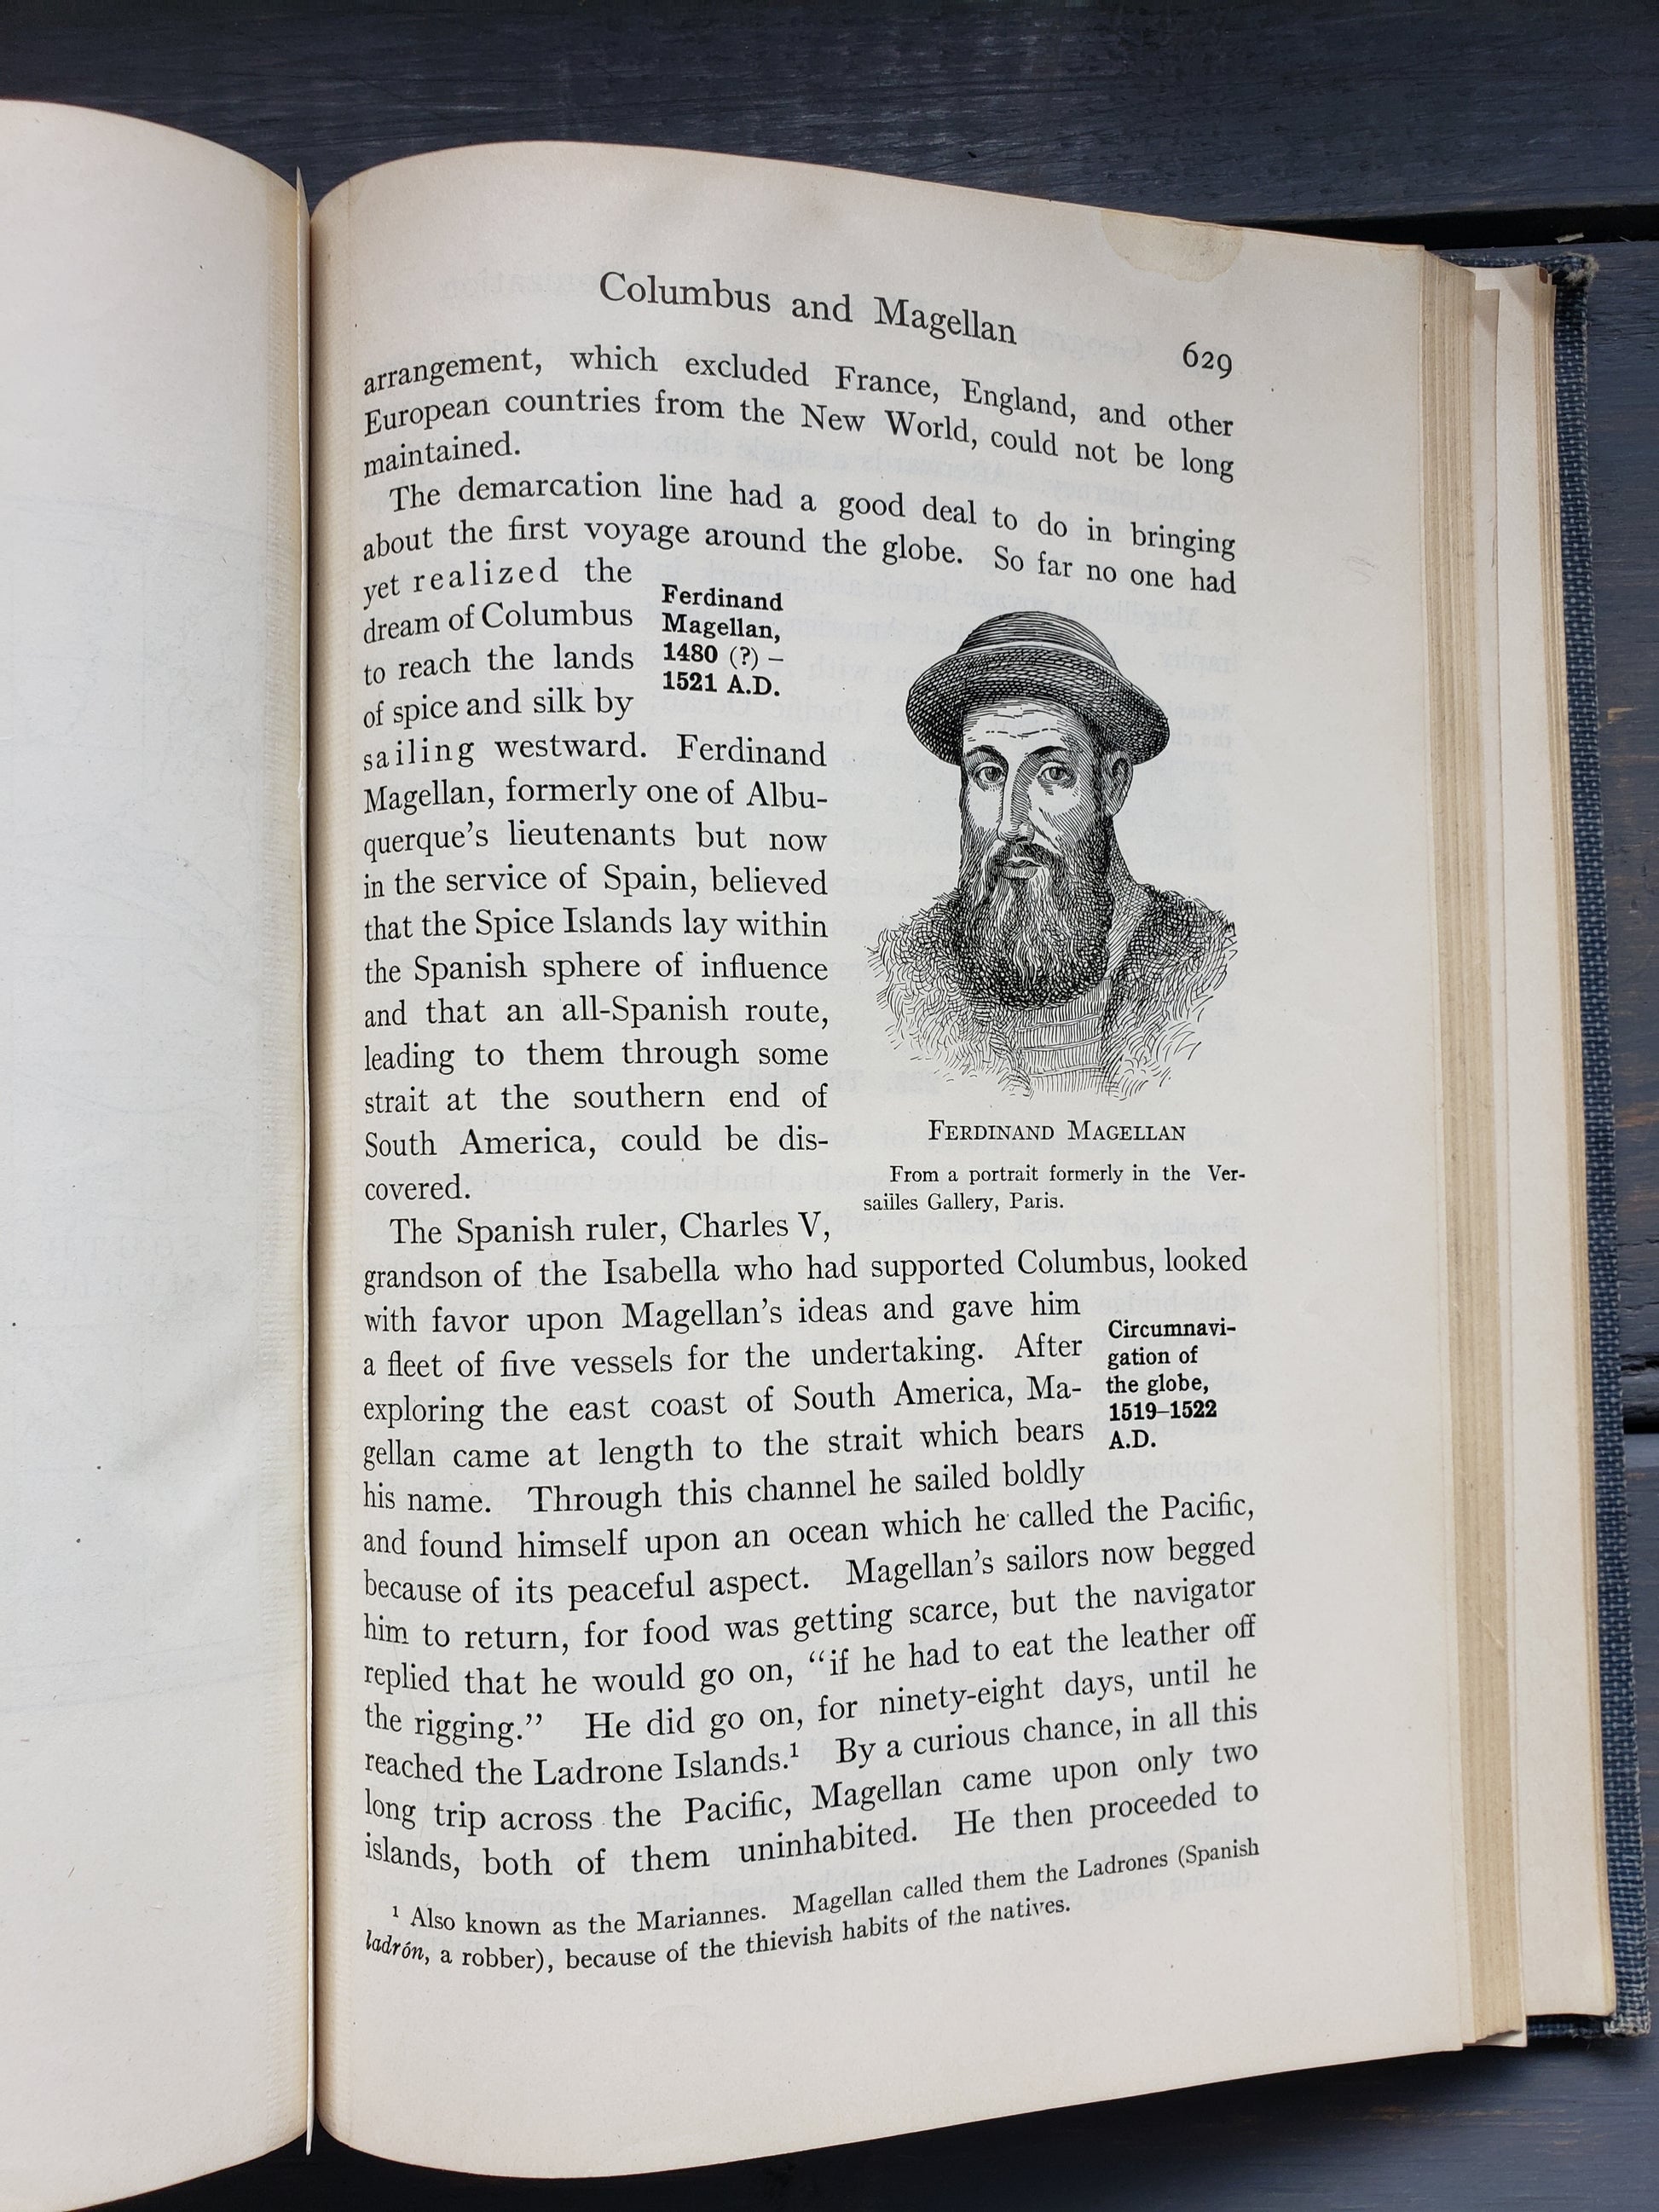 Columbus and Magellan
629
arrangement, which excluded France, England, and other
European countries from the New World, could not be long
maintained.
The demarcation line had a good deal to do in bringing
about the first voyage around the globe. So far no one had
yet realized the
dream of Columbus
to reach the lands
of spice and silk by
Ferdinand
Magellan,
1480 (?) –
1521 A.D.
sailing westward. Ferdinand
Magellan, formerly one of Albu-
querque's lieutenants but now
in the service of Spain, believed
that the Spice Islands lay within
the Spanish sphere of influence
and that an all-Spanish route,
leading to them through some
strait at the southern end of
South America, could be dis-
covered.
FERDINAND MAGELLAN
From a portrait formerly in the Ver-
sailles Gallery, Paris.
The Spanish ruler, Charles V,
grandson of the Isabella who had supported Columbus, looked
with favor upon Magellan's ideas and gave him
a fleet of five vessels for the undertaking. After
exploring the east coast of South America, Ma-
gellan came at length to the strait which bears
his name. Through this channel he sailed boldly
Circumnavi-
gation of
the globe,
1519–1522
A.D.
and found himself upon an ocean which he called the Pacific,
because of its peaceful aspect. Magellan's sailors now begged
him to return, for food was getting scarce, but the navigator
replied that he would go on, "if he had to eat the leather off
the rigging." He did go on, for ninety-eight days, until he
reached the Ladrone Islands.¹ By a curious chance, in all this
long trip across the Pacific, Magellan came upon only two
islands, both of them uninhabited. He then proceeded to
¹ Also known as the Mariannes. Magellan called them the Ladrones (Spanish
ladrón, a robber), because of the thievish habits of the natives.